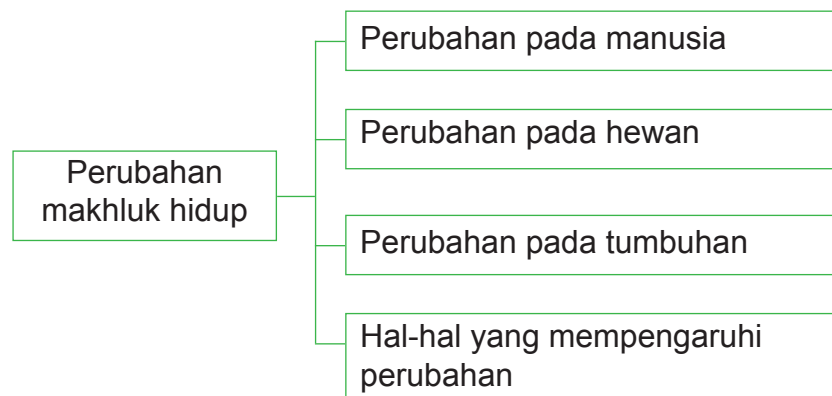 Perubahan
makhluk hidup
Perubahan pada manusia
Perubahan pada hewan
Perubahan pada tumbuhan
Hal-hal yang mempengaruhi
perubahan